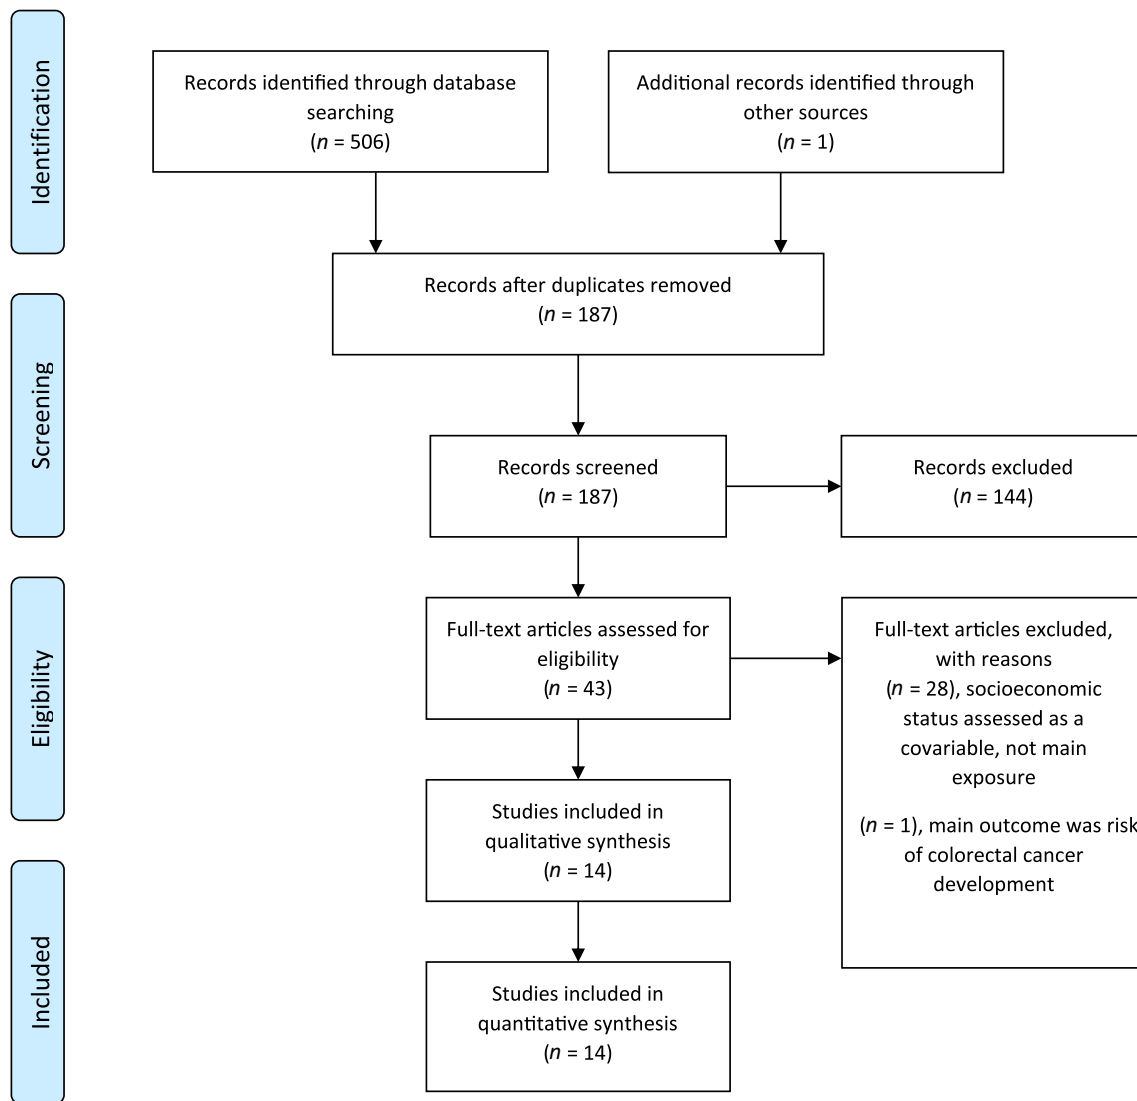 Identification
Records identified through database
searching
(n = 506)
Additional records identified through
other sources
(n = 1)
Records after duplicates removed
(n = 187)
Screening
Records screened
(n = 187)
Records excluded
(n = 144)
Eligibility
Full-text articles assessed for
eligibility
(n = 43)
Full-text articles excluded,
with reasons
(n = 28), socioeconomic
status assessed as a
covariable, not main
exposure
(n = 1), main outcome was risk
of colorectal cancer
development
Studies included in
qualitative synthesis
(n = 14)
Included
Studies included in
quantitative synthesis
(n = 14)